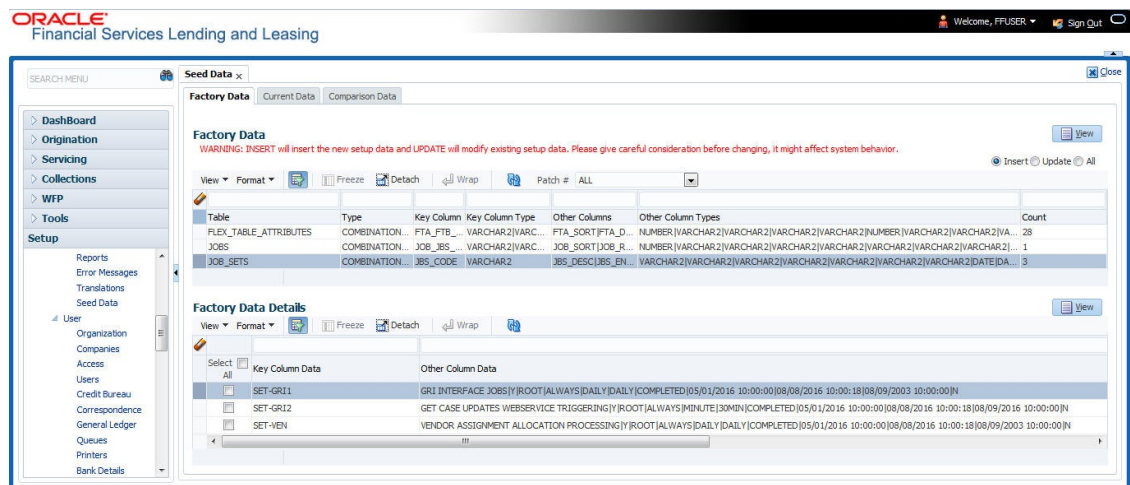 ORACLE®
Financial Services Lending and Leasing
Welcome, FFUSER
Sign Out
SEARCH MENU
Seed Data x
Close
Factory Data Current Data Comparison Data
DashBoard
Origination
Servicing
Collections
WFP
Tools
Setup
Reports
Error Messages
Translations
Seed Data
User
Organization
Companies
Access
Users
Credit Bureau
Correspondence
General Ledger
Queues
Printers
Bank Details
Factory Data
View
WARNING: INSERT will insert the new setup data and UPDATE will modify existing setup data. Please give careful consideration before changing, it might affect system behavior.
Insert Update All
View Format Freeze Detach Wrap Patch # ALL
Table Type Key Column Key Column Type Other Columns Other Column Types Count
FLEX_TABLE_ATTRIBUTES COMBINATION... FTA_FTB_... VARCHAR2|VARC... FTA_SORT|FTA_D... NUMBER|VARCHAR2|VARCHAR2|VARCHAR2|VARCHAR2|NUMBER|VARCHAR2|VARCHAR2|VA... 28
JOBS COMBINATION... JOB_JBS_... VARCHAR2|VARC... JOB_SORT|JOB_R... NUMBER|VARCHAR2|VARCHAR2|VARCHAR2|VARCHAR2|VARCHAR2|VARCHAR2|VARCHAR2|... 1
JOB_SETS COMBINATION... JBS_CODE VARCHAR2 JBS_DESC|JBS_EN... VARCHAR2|VARCHAR2|VARCHAR2|VARCHAR2|VARCHAR2|VARCHAR2|VARCHAR2|DATE|DA... 3
Factory Data Details
View
View Format Freeze Detach Wrap
Select All Key Column Data Other Column Data
SET-GRI1 GRI INTERFACE JOBS|Y|ROOT|ALWAYS|DAILY|DAILY|COMPLETED|05/01/2016 10:00:00|08/08/2016 10:00:18|08/09/2003 10:00:00|N
SET-GRI2 GET CASE UPDATES WEBSERVICE TRIGGERING|Y|ROOT|ALWAYS|MINUTE|30MIN|COMPLETED|05/01/2016 10:00:00|08/08/2016 10:00:18|08/09/2016 10:00:00|N
SET-VEN VENDOR ASSIGNMENT ALLOCATION PROCESSING|Y|ROOT|ALWAYS|DAILY|DAILY|COMPLETED|05/01/2016 10:00:00|08/08/2016 10:00:18|08/09/2003 10:00:00|N